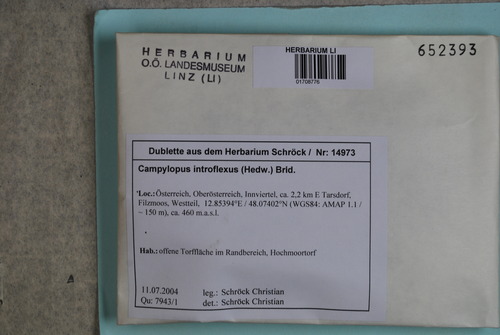 HERBARIUM
O.Ö. LANDESMUSEUM
LINZ (LI)
HERBARIUM LI
01708776
652393
Dublette aus dem Herbarium Schröck / Nr: 14973
Campylopus introflexus (Hedw.) Brid.
Loc.:Österreich, Oberösterreich, Innviertel, ca. 2,2 km E Tarsdorf,
Filzmoos, Westteil, 12.85394°E / 48.07402°N (WGS84: AMAP 1.1 /
~ 150 m), ca. 460 m.a.s.l.
Hab.: offene Torffläche im Randbereich, Hochmoortorf
11.07.2004 leg.: Schröck Christian
Qu: 7943/1 det.: Schröck Christian